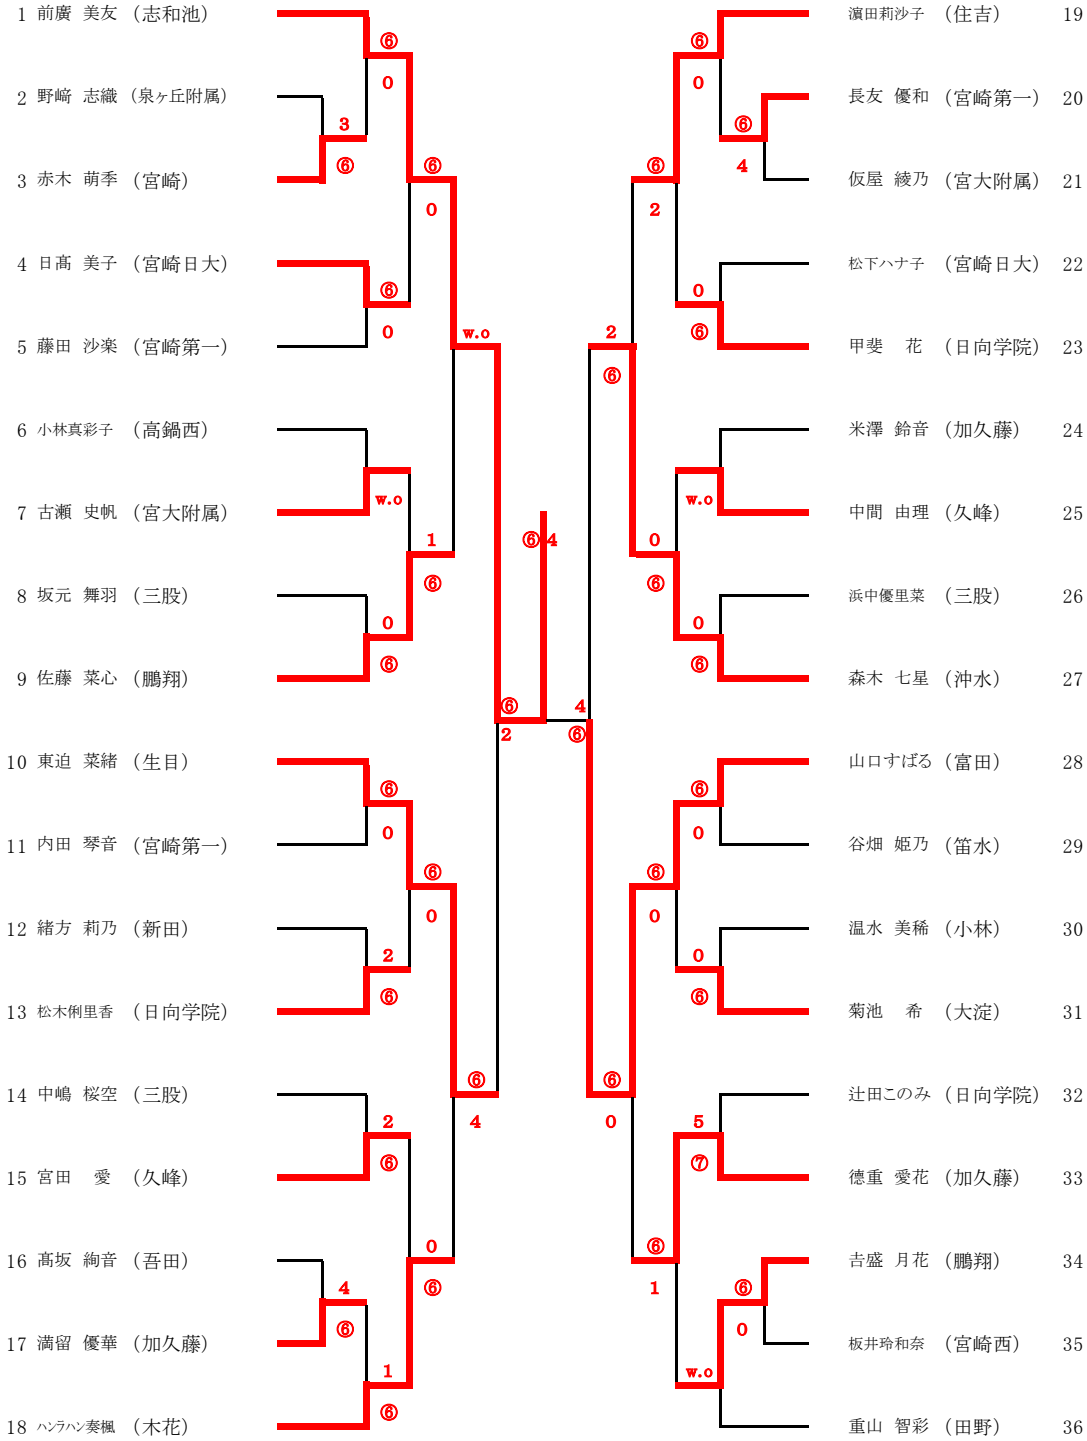 1 前廣 美友 (志和池)
2 野﨑 志織 (泉ヶ丘附属)
3 赤木 萌季 (宮崎)
4 日髙 美子 (宮崎日大)
5 藤田 沙楽 (宮崎第一)
6 小林真彩子 (高鍋西)
7 古瀬 史帆 (宮大附属)
8 坂元 舞羽 (三股)
9 佐藤 菜心 (鵬翔)
10 東迫 菜緒 (生目)
11 内田 琴音 (宮崎第一)
12 緒方 莉乃 (新田)
13 松木俐里香 (日向学院)
14 中嶋 桜空 (三股)
15 宮田 愛 (久峰)
16 髙坂 絢音 (吾田)
17 満留 優華 (加久藤)
18 ハンラハン奏楓 (木花)
⑥
0
3
⑥
⑥
0
⑥
0
w.o
w.o
1
⑥
0
⑥
⑥
0
⑥
0
2
⑥
⑥
4
2
⑥
0
⑥
4
⑥
1
⑥
⑥
2
⑥ 4
4
⑥
⑥
0
⑥
4
⑥
2
0
⑥
2
⑥
w.o
0
⑥
0
⑥
⑥
0
⑥
0
0
⑥
⑥
0
5
⑦
⑥
1
⑥
0
w.o
濵田莉沙子 (住吉) 19
長友 優和 (宮崎第一) 20
仮屋 綾乃 (宮大附属) 21
松下ハナ子 (宮崎日大) 22
甲斐 花 (日向学院) 23
米澤 鈴音 (加久藤) 24
中間 由理 (久峰) 25
浜中優里菜 (三股) 26
森木 七星 (沖水) 27
山口すばる (富田) 28
谷畑 姫乃 (笛水) 29
温水 美稀 (小林) 30
菊池 希 (大淀) 31
辻田このみ (日向学院) 32
德重 愛花 (加久藤) 33
吉盛 月花 (鵬翔) 34
板井玲和奈 (宮崎西) 35
重山 智彩 (田野) 36